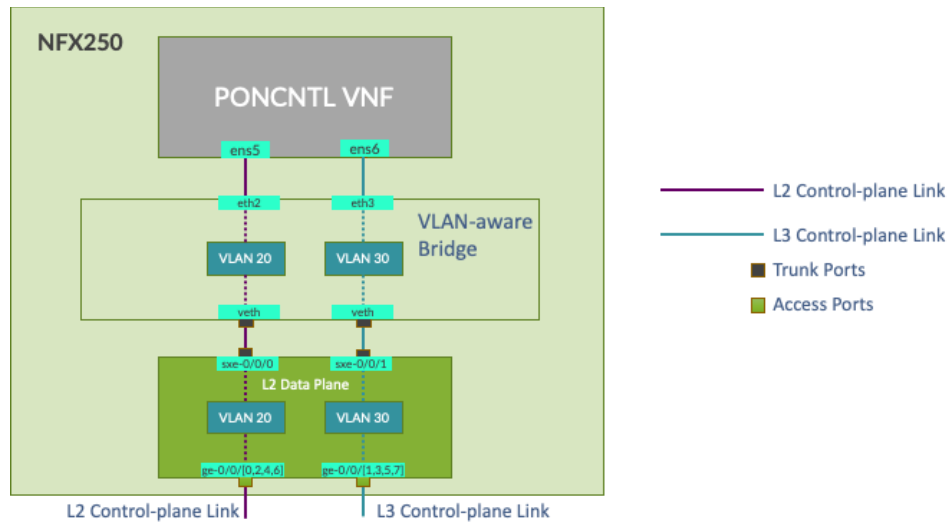 NFX250
PONCNTL VNF
ens5
ens6
eth2
eth3
VLAN-aware
Bridge
VLAN 20
VLAN 30
veth
veth
sxe-0/0/0
sxe-0/0/1
L2 Data Plane
VLAN 20
VLAN 30
ge-0/0/[0,2,4,6]
ge-0/0/[1,3,5,7]
L2 Control-plane Link
L3 Control-plane Link
L2 Control-plane Link
L3 Control-plane Link
Trunk Ports
Access Ports